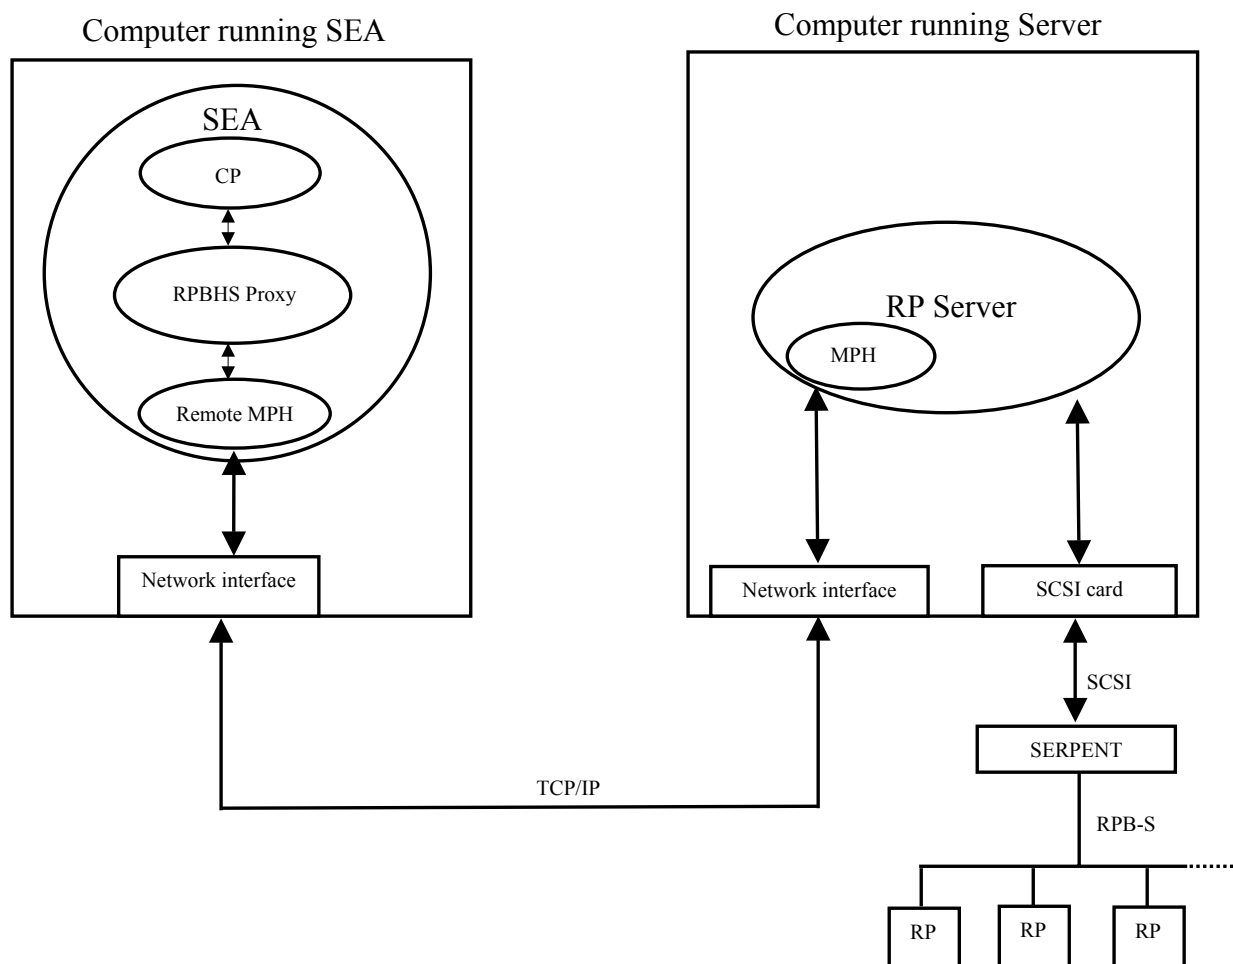 Computer running SEA
Computer running Server
SEA
CP
RPBHS Proxy
Remote MPH
Network interface
RP Server
MPH
Network interface
SCSI card
SCSI
SERPENT
TCP/IP
RPB-S
RP
RP
RP